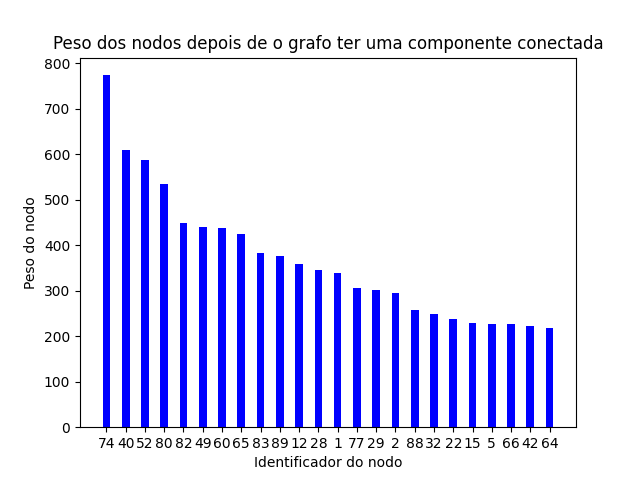 Peso dos nodos depois de o grafo ter uma componente conectada
800
700
600
500
400
300
200
100
0
Peso do nodo
74 40 52 80 82 49 60 65 83 89 12 28 1 77 29 2 88 32 22 15 5 66 42 64
Identificador do nodo